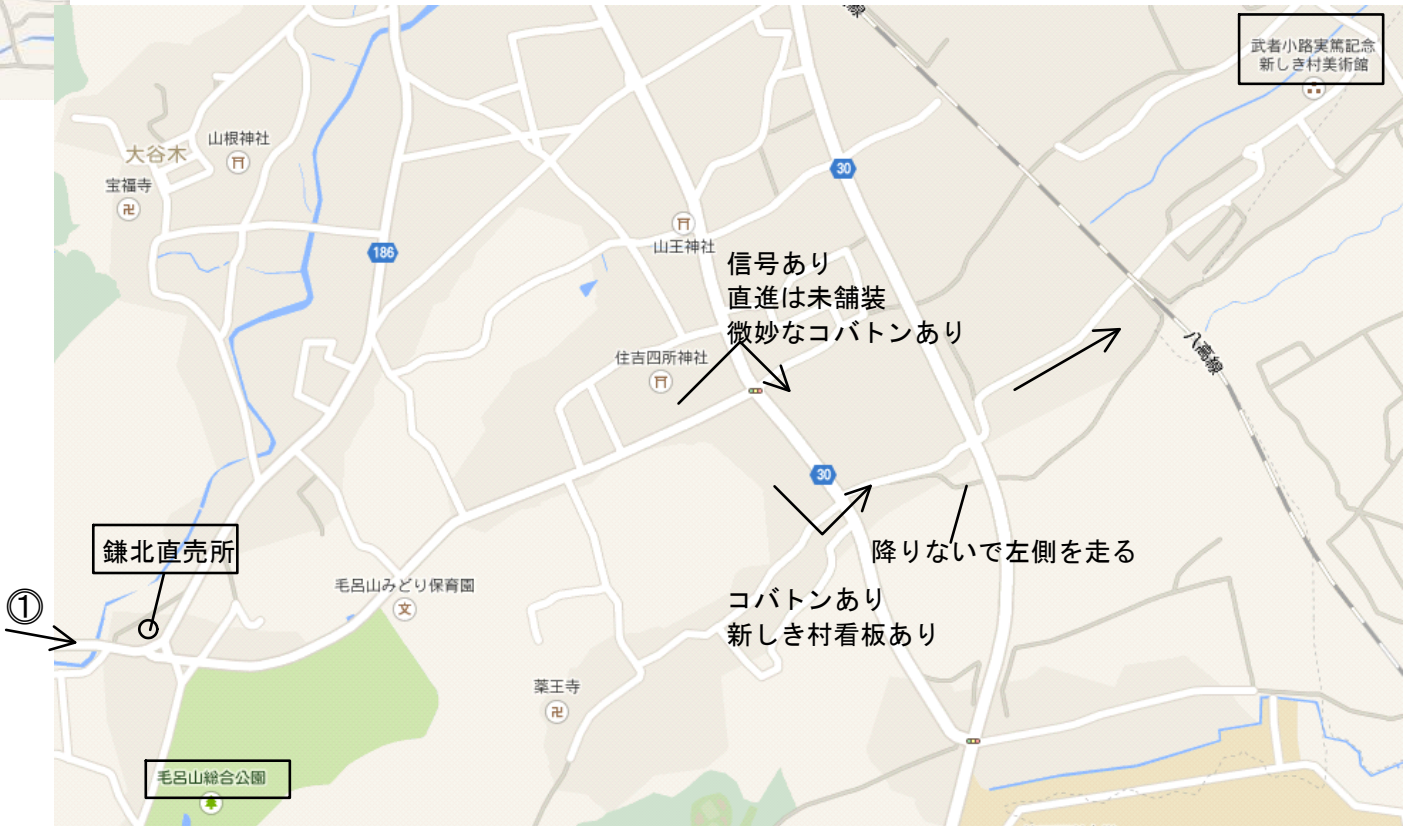 武者小路実篤記念
新しき村美術館
線
山根神社
大谷木
宝福寺
30
186
山王神社
信号あり
直進は未舗装
微妙なコバトンあり
八高線
住吉四所神社
30
鎌北直売所
降りないで左側を走る
毛呂山みどり保育園
文
①
コバトンあり
新しき村看板あり
薬王寺
毛呂山総合公園